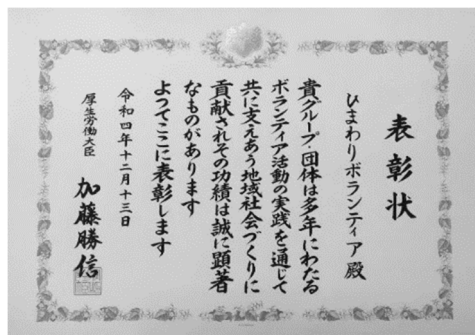 表彰状
ひまわりボランティア殿
貴グループ・団体は多年にわたる
ボランティア活動の実践を通じて
共に支えあう地域社会づくりに
貢献されその功績は誠に顕著
なものがあります
よつてここに表彰します
令和四年十二月十三日
厚生労働大臣
加藤勝信